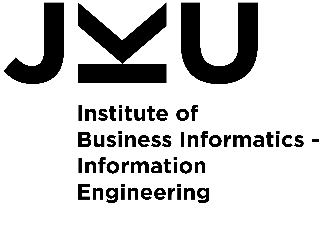 JKU
Institute of
Business Informatics -
Information
Engineering